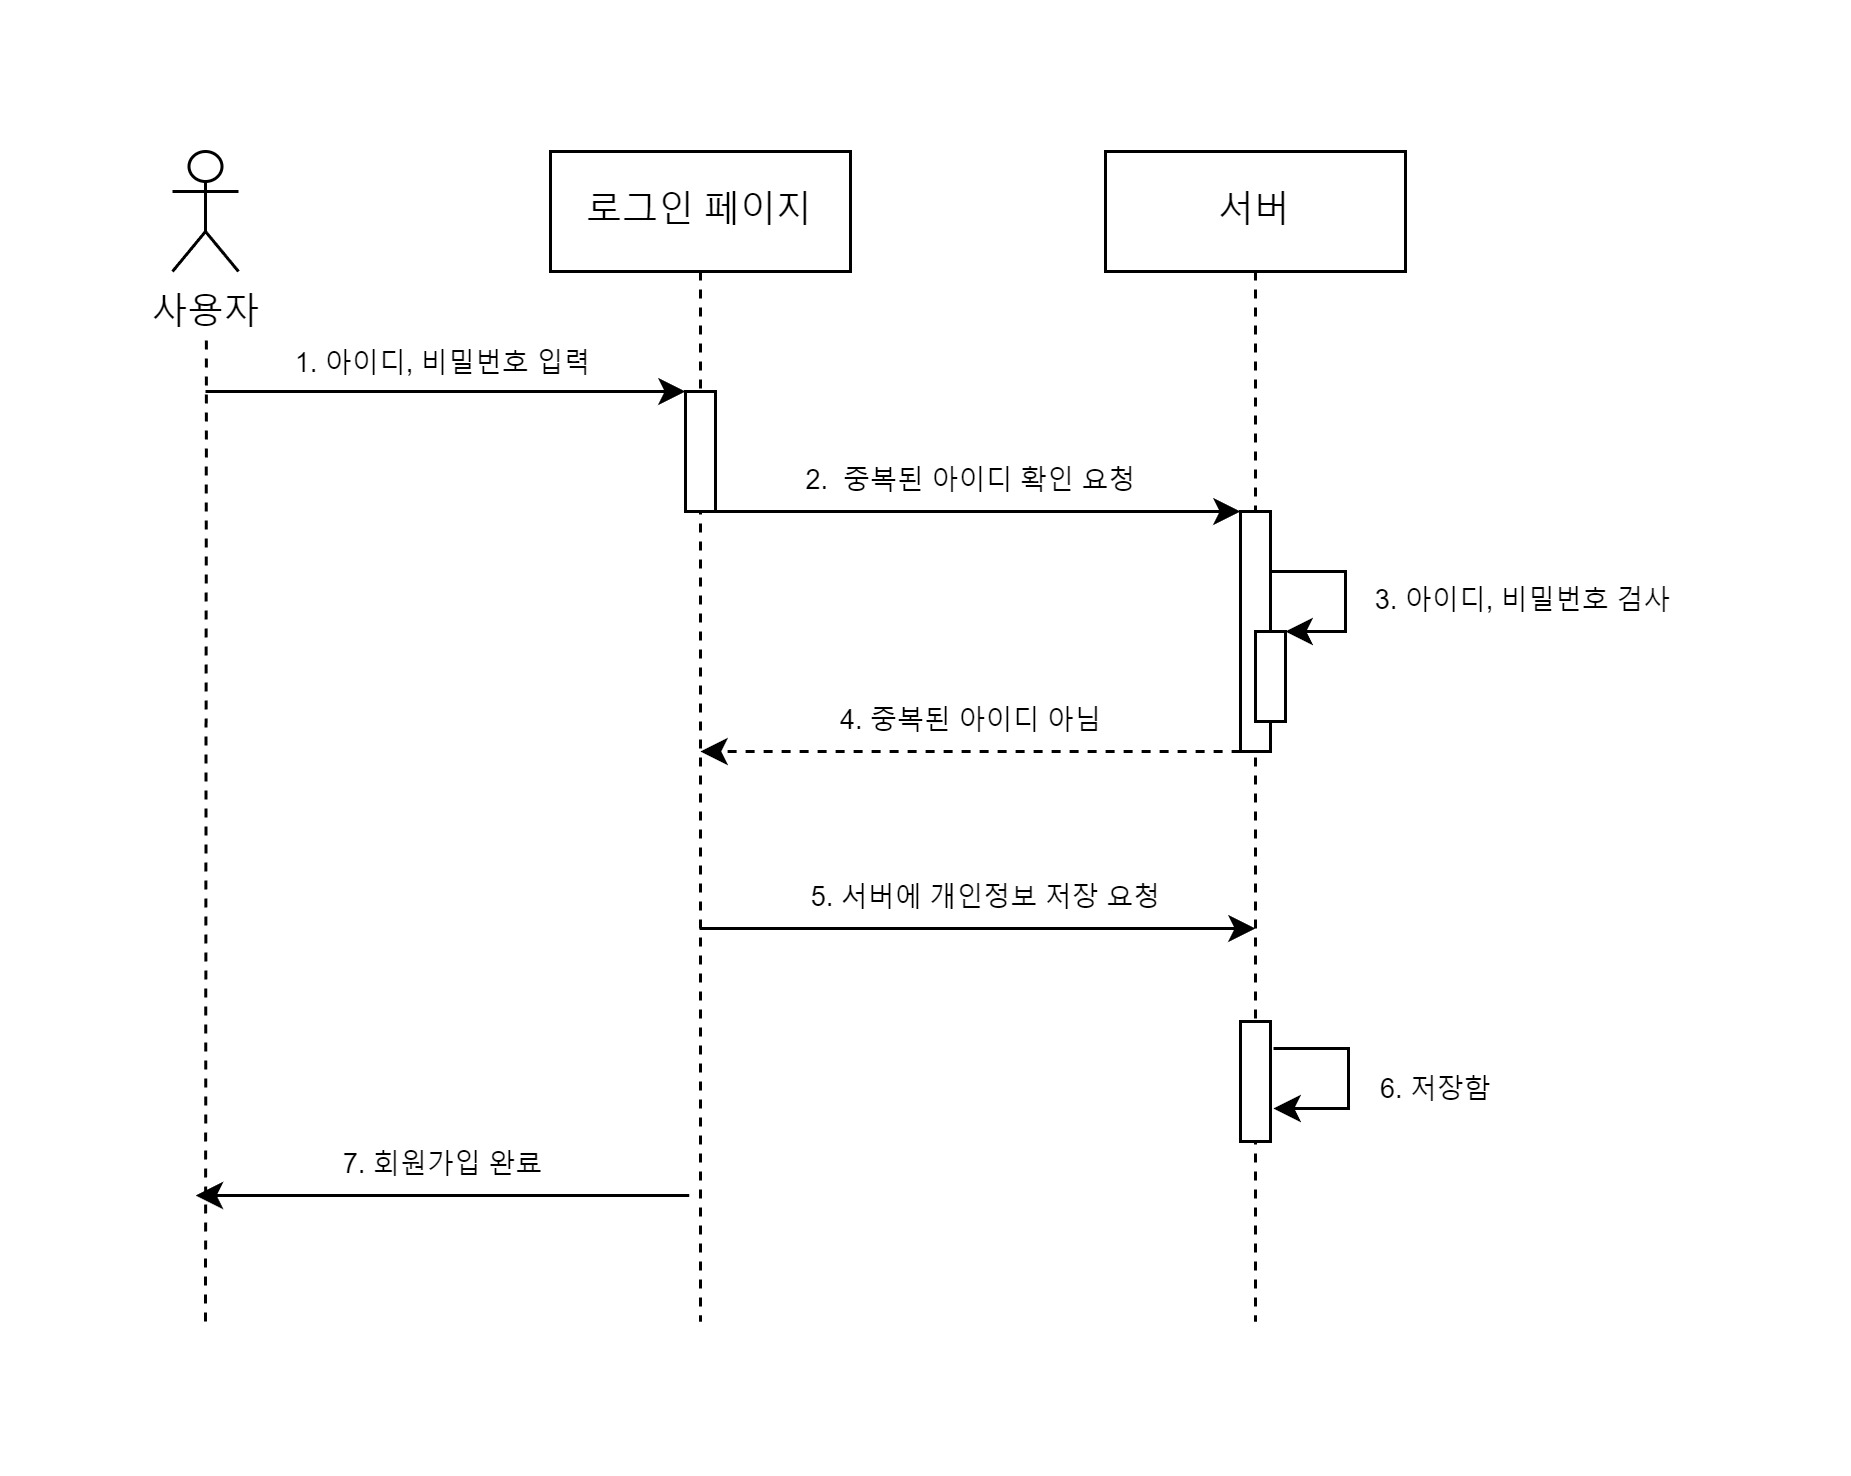 로그인 페이지
서버
사용자
1. 아이디, 비밀번호 입력
2. 중복된 아이디 확인 요청
3. 아이디, 비밀번호 검사
4. 중복된 아이디 아님
5. 서버에 개인정보 저장 요청
6. 저장함
7. 회원가입 완료